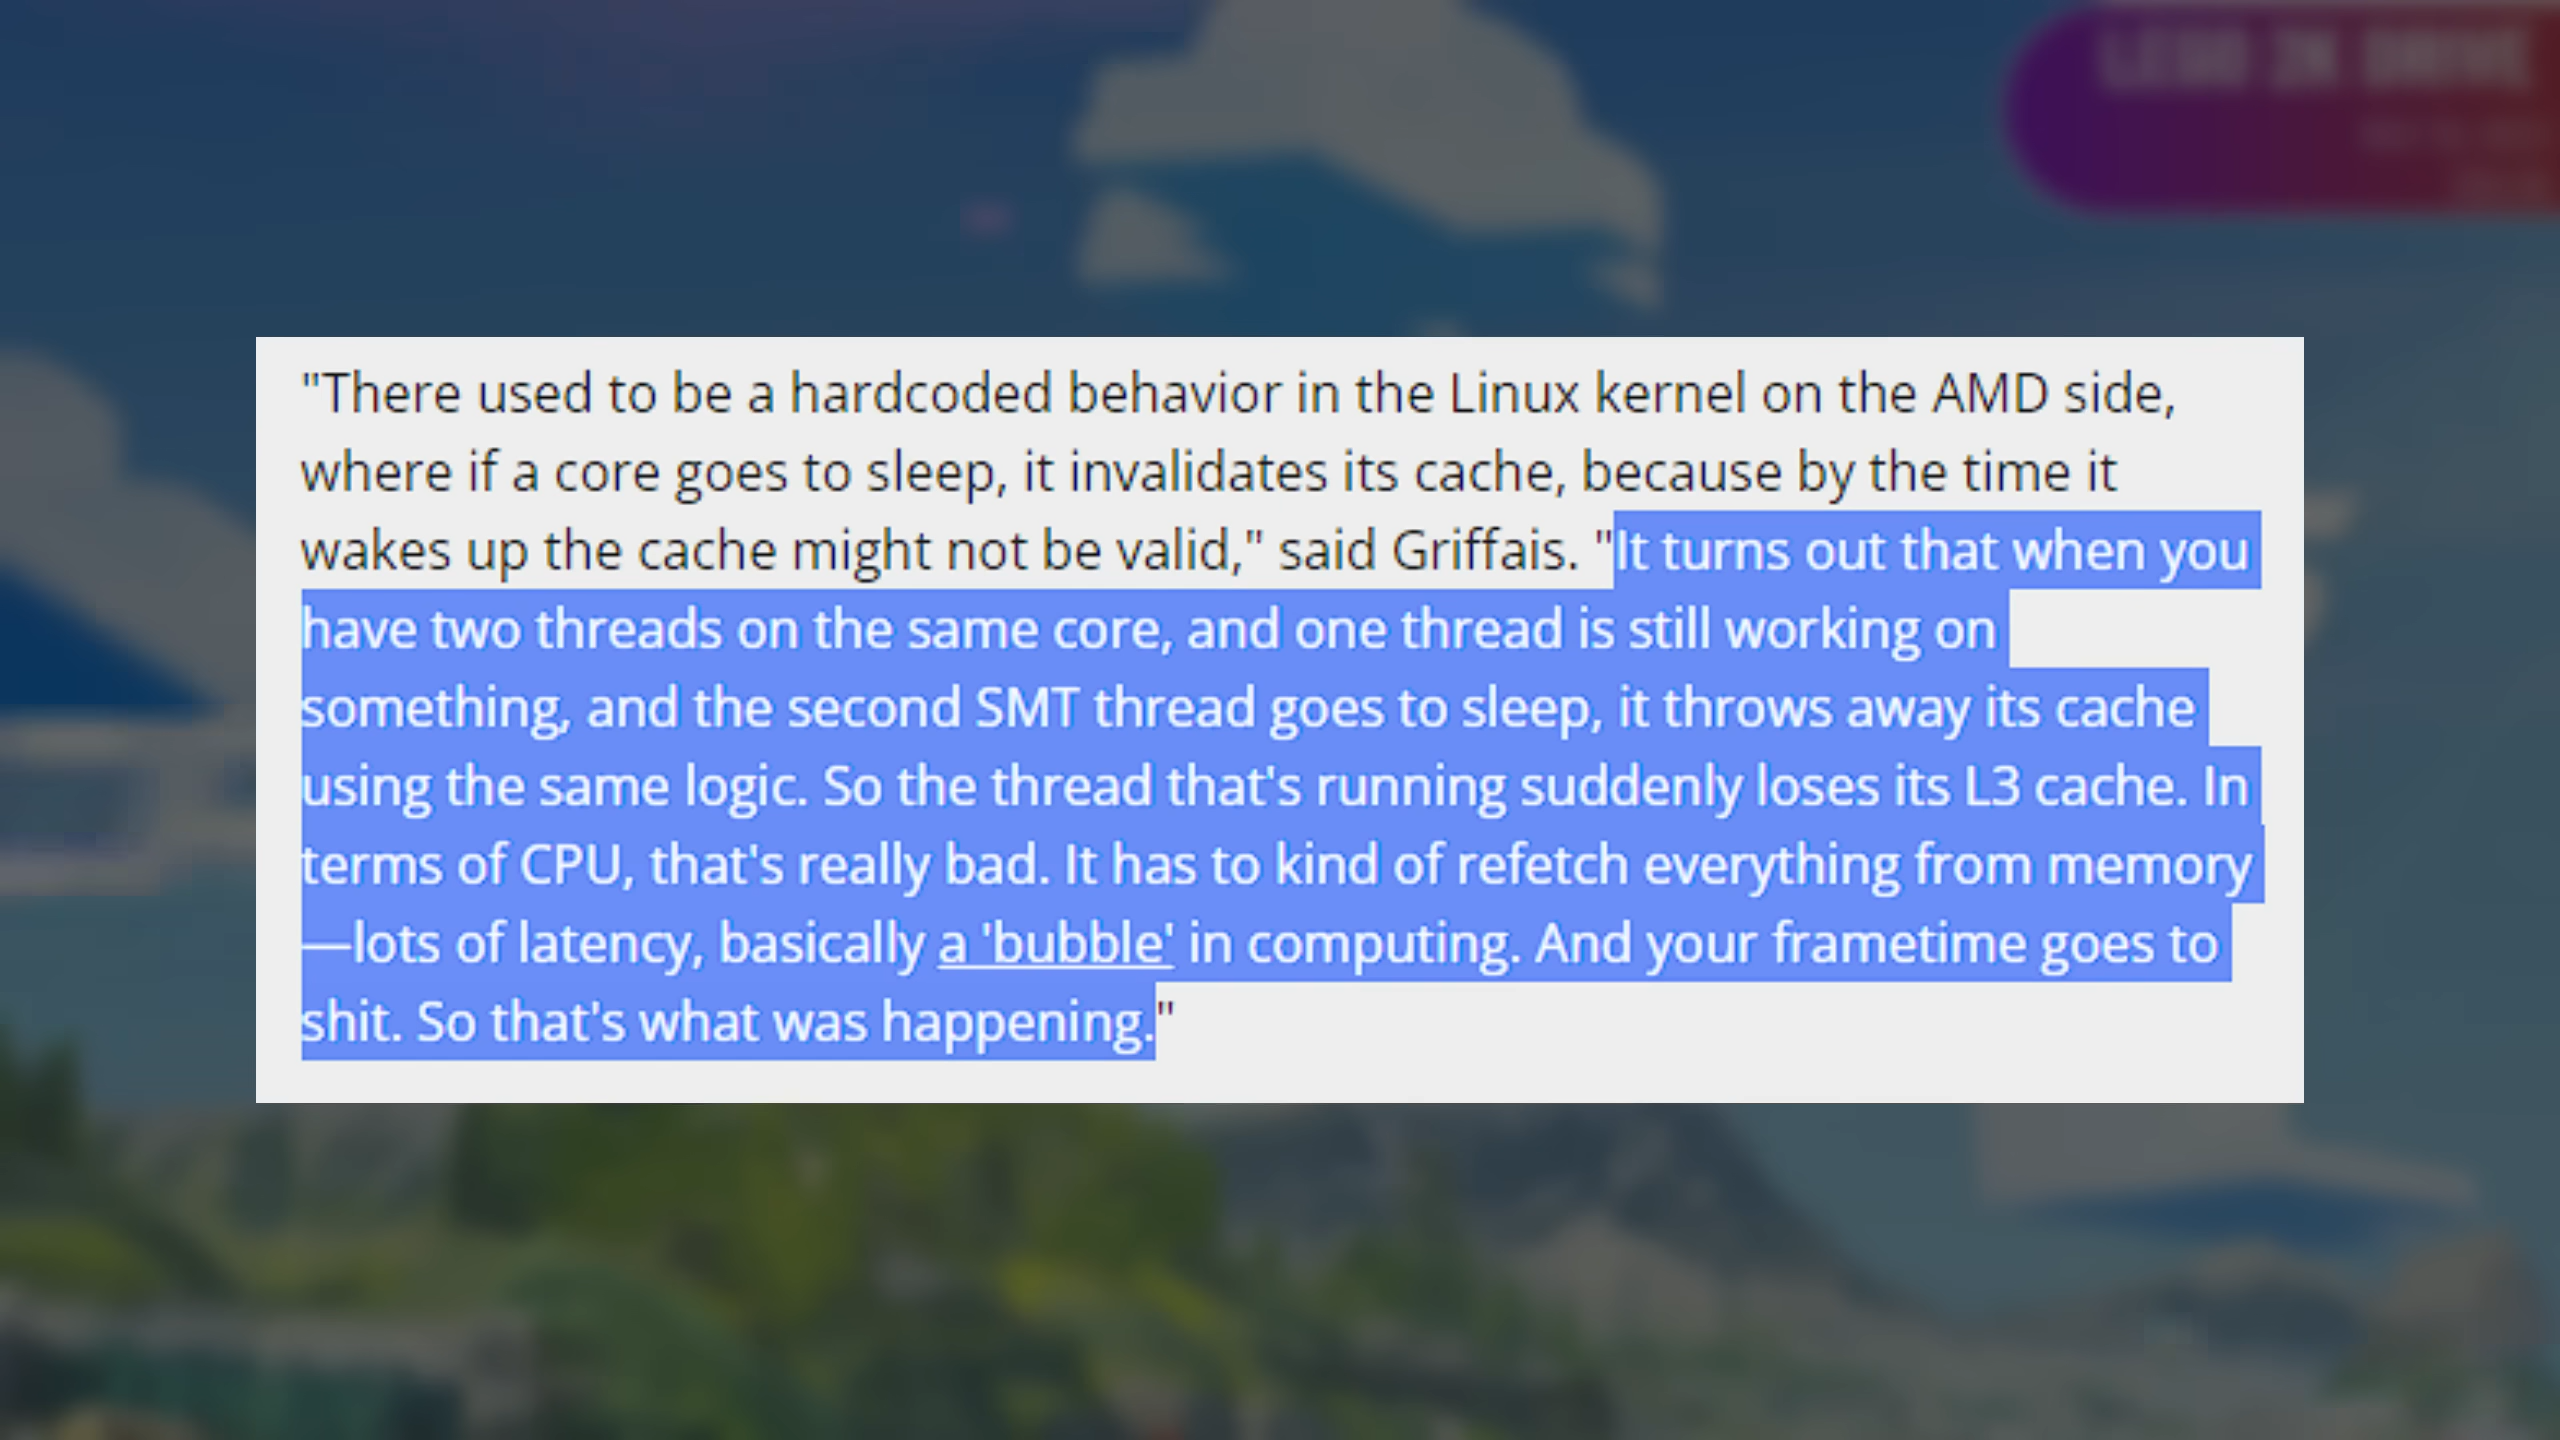 LEGO 2K DRIVE
"There used to be a hardcoded behavior in the Linux kernel on the AMD side,
where if a core goes to sleep, it invalidates its cache, because by the time it
wakes up the cache might not be valid," said Griffais. "It turns out that when you
have two threads on the same core, and one thread is still working on
something, and the second SMT thread goes to sleep, it throws away its cache
using the same logic. So the thread that's running suddenly loses its L3 cache. In
terms of CPU, that's really bad. It has to kind of refetch everything from memory
—lots of latency, basically a 'bubble' in computing. And your frametime goes to
shit. So that's what was happening."